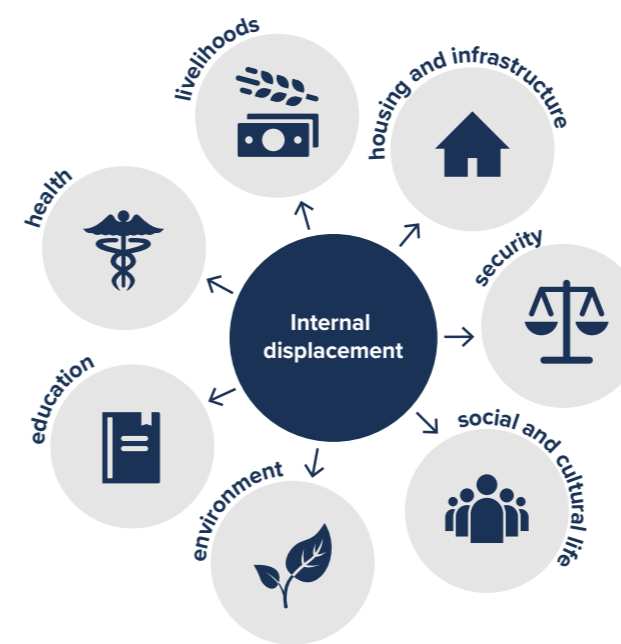 livelihoods
housing and infrastructure
health
security
Internal
displacement
education
social and cultural life
environment